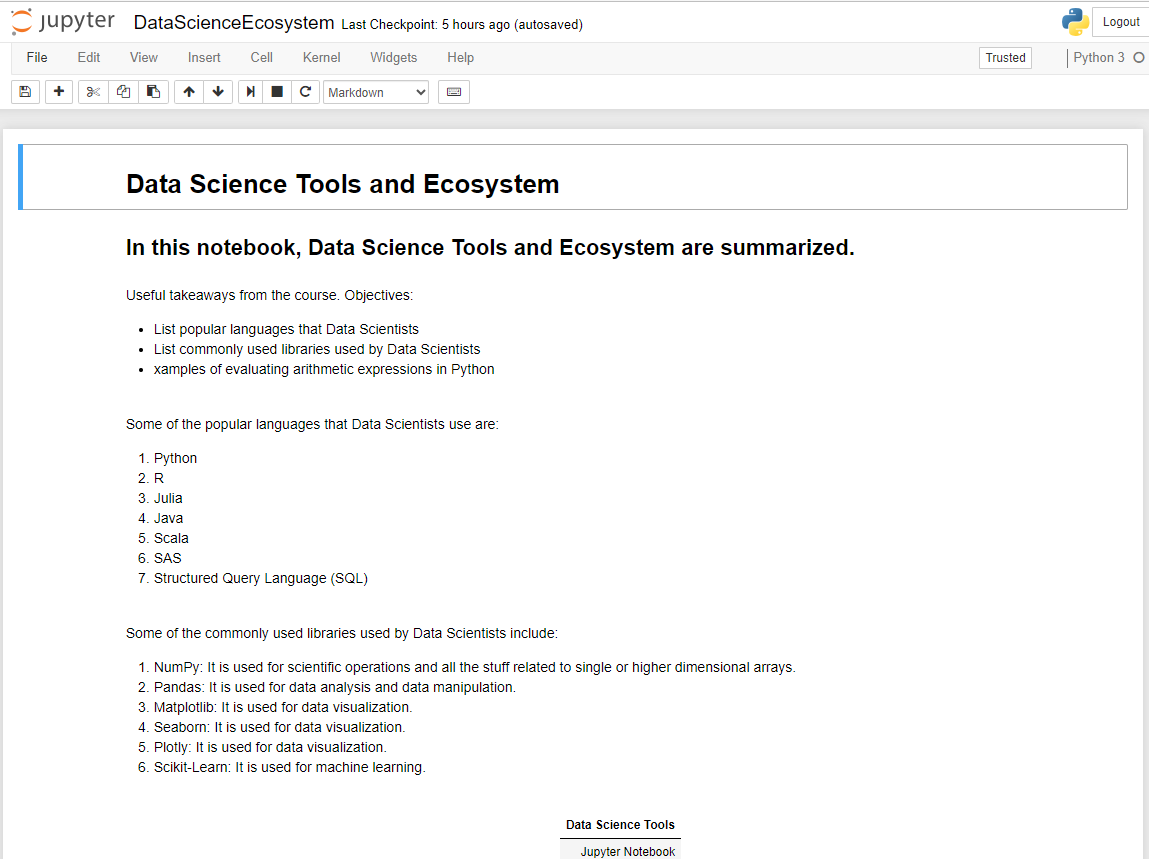 jupyter DataScienceEcosystem Last Checkpoint: 5 hours ago (autosaved) Logout
File Edit View Insert Cell Kernel Widgets Help Trusted Python 3
Markdown
Data Science Tools and Ecosystem
In this notebook, Data Science Tools and Ecosystem are summarized.
Useful takeaways from the course. Objectives:
• List popular languages that Data Scientists
• List commonly used libraries used by Data Scientists
• xamples of evaluating arithmetic expressions in Python
Some of the popular languages that Data Scientists use are:
1. Python
2. R
3. Julia
4. Java
5. Scala
6. SAS
7. Structured Query Language (SQL)
Some of the commonly used libraries used by Data Scientists include:
1. NumPy: It is used for scientific operations and all the stuff related to single or higher dimensional arrays.
2. Pandas: It is used for data analysis and data manipulation.
3. Matplotlib: It is used for data visualization.
4. Seaborn: It is used for data visualization.
5. Plotly: It is used for data visualization.
6. Scikit-Learn: It is used for machine learning.
Data Science Tools
Jupyter Notebook